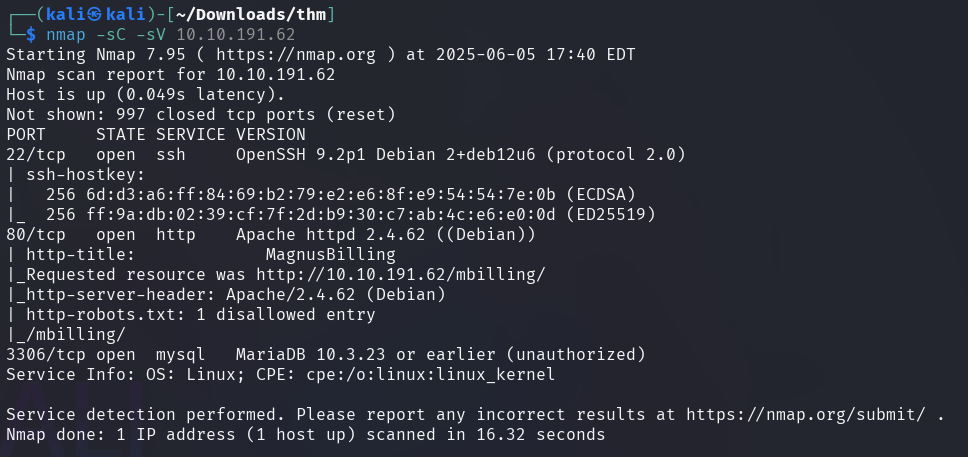 ┌──(kali㉿kali)-[~/Downloads/thm]
└─$ nmap -sC -sV 10.10.191.62
Starting Nmap 7.95 ( https://nmap.org ) at 2025-06-05 17:40 EDT
Nmap scan report for 10.10.191.62
Host is up (0.049s latency).
Not shown: 997 closed tcp ports (reset)
PORT     STATE SERVICE VERSION
22/tcp   open  ssh     OpenSSH 9.2p1 Debian 2+deb12u6 (protocol 2.0)
| ssh-hostkey:
|   256 6d:d3:a6:ff:84:69:b2:79:e2:e6:8f:e9:54:54:7e:0b (ECDSA)
|_  256 ff:9a:db:02:39:cf:7f:2d:b9:30:c7:ab:4c:e6:e0:0d (ED25519)
80/tcp   open  http    Apache httpd 2.4.62 ((Debian))
| http-title:             MagnusBilling
|_Requested resource was http://10.10.191.62/mbilling/
|_http-server-header: Apache/2.4.62 (Debian)
| http-robots.txt: 1 disallowed entry
|_/mbilling/
3306/tcp open  mysql   MariaDB 10.3.23 or earlier (unauthorized)
Service Info: OS: Linux; CPE: cpe:/o:linux:linux_kernel

Service detection performed. Please report any incorrect results at https://nmap.org/submit/ .
Nmap done: 1 IP address (1 host up) scanned in 16.32 seconds